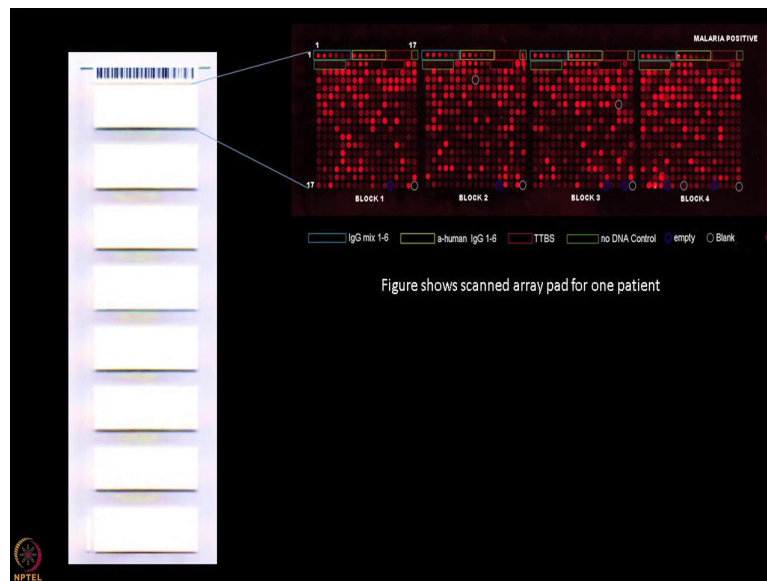 MALARIA POSITIVE
1 17
1
17
BLOCK 1 BLOCK 2 BLOCK 3 BLOCK 4
IgG mix 1-6 a-human IgG 1-6 TTBS no DNA Control empty Blank
Figure shows scanned array pad for one patient
NPTEL